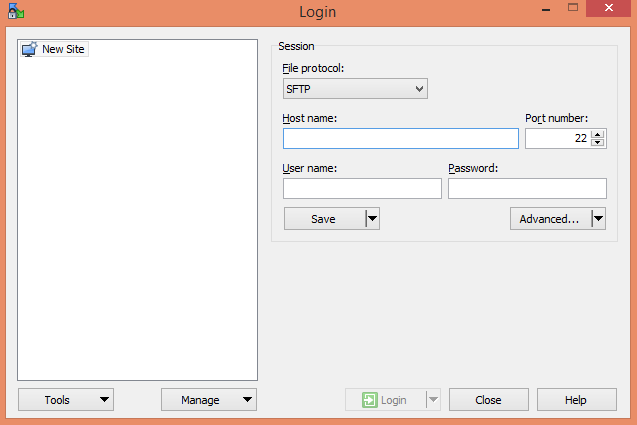 Login
New Site
Session
File protocol:
SFTP
Host name:
Port number:
22
User name:
Password:
Save
Advanced...
Tools
Manage
Login
Close
Help